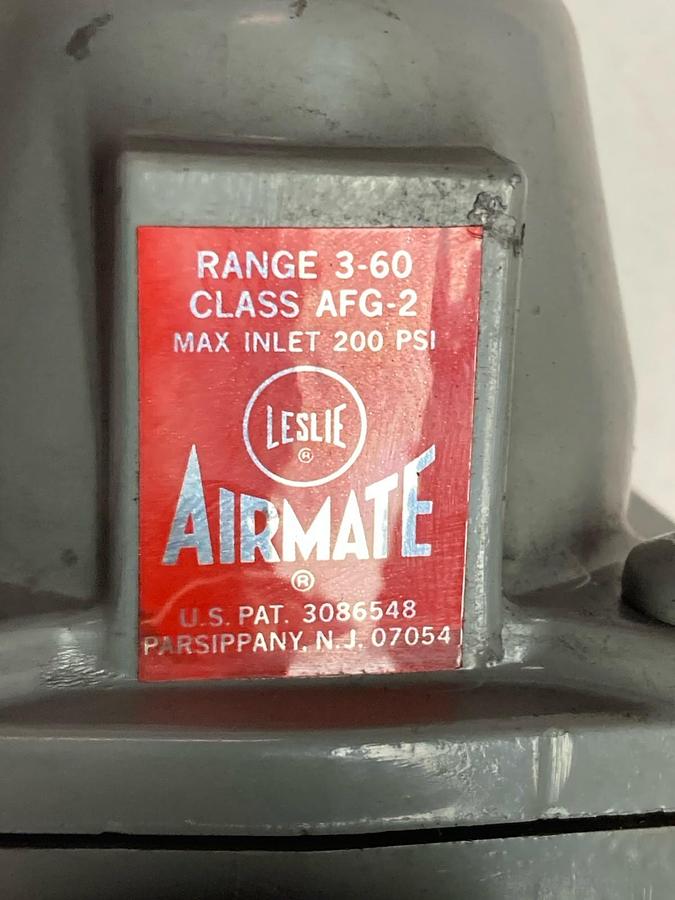 RANGE 3-60
CLASS AFG-2
MAX INLET 200 PSI
LESLIE
®
AIRMATE
®
U.S. PAT. 3086548
PARSIPPANY, N.J. 07054